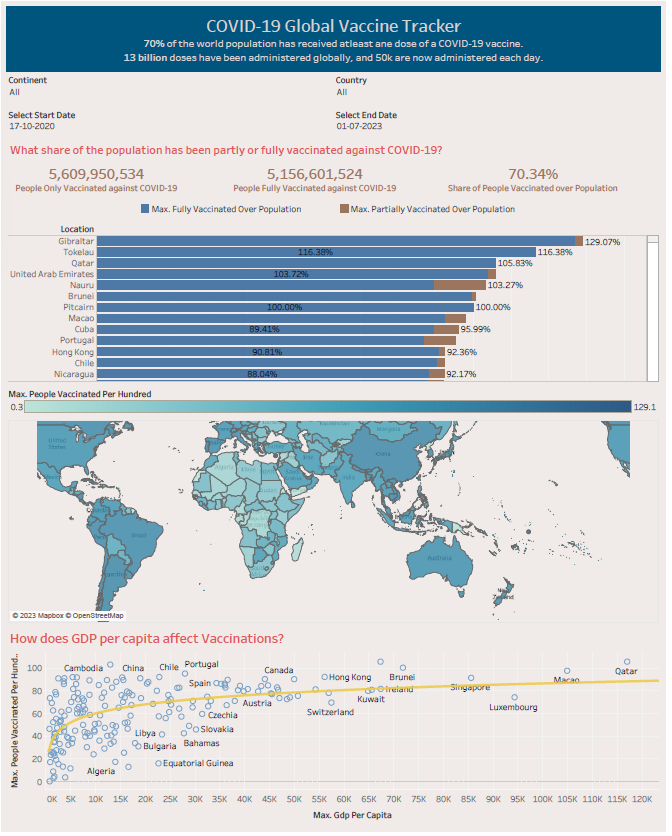 COVID-19 Global Vaccine Tracker
70% of the world population has received atleast ane dose of a COVID-19 vaccine.
13 billion doses have been administered globally, and 50k are now administered each day.
Continent
All
Country
All
Select Start Date
17-10-2020
Select End Date
01-07-2023
What share of the population has been partly or fully vaccinated against COVID-19?
5,609,950,534
People Only Vaccinated against COVID-19
5,156,601,524
People Fully Vaccinated against COVID-19
70.34%
Share of People Vaccinated over Population
Max. Fully Vaccinated Over Population
Max. Partially Vaccinated Over Population
Location
Gibraltar 129.07%
Tokelau 116.38% 116.38%
Qatar 105.83%
United Arab Emirates 103.72%
Nauru 103.27%
Brunei
Pitcairn 100.00% 100.00%
Macao
Cuba 89.41% 95.99%
Portugal
Hong Kong 90.81% 92.36%
Chile
Nicaragua 88.04% 92.17%
Max. People Vaccinated Per Hundred
0.3 129.1
United States
China
India
Brazil
Australia
© 2023 Mapbox © OpenStreetMap
How does GDP per capita affect Vaccinations?
Max. People Vaccinated Per Hund..
100
80
60
40
20
0
Cambodia
China
Chile
Portugal
Spain
Canada
Hong Kong
Brunei
Qatar
Macao
Singapore
Ireland
Kuwait
Austria
Switzerland
Luxembourg
Czechia
Slovakia
Libya
Bahamas
Bulgaria
Equatorial Guinea
Algeria
0K 5K 10K 15K 20K 25K 30K 35K 40K 45K 50K 55K 60K 65K 70K 75K 80K 85K 90K 95K 100K 105K 110K 115K 120K
Max. Gdp Per Capita